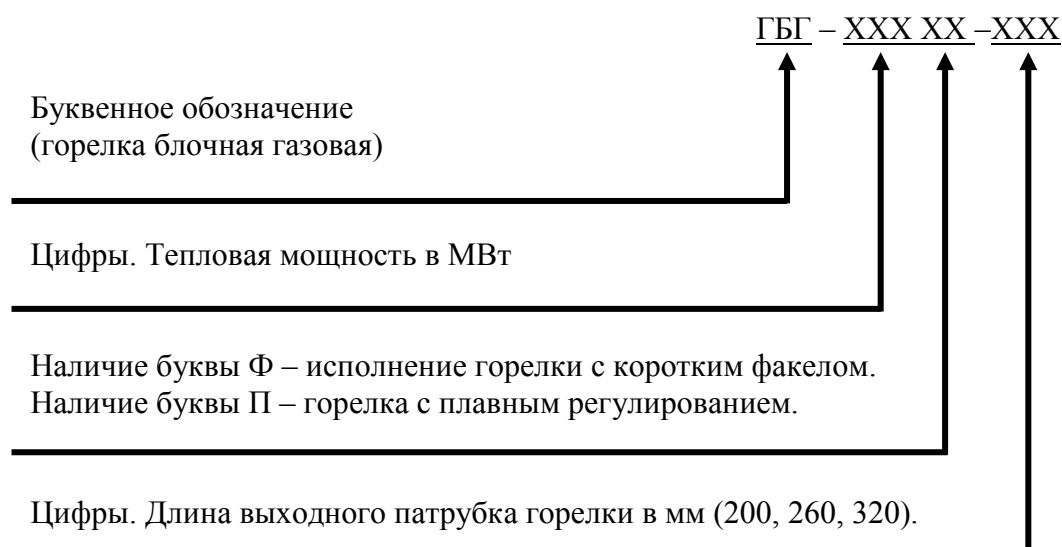 ГБГ – ХХХ ХХ –ХХХ
Буквенное обозначение
(горелка блочная газовая)
Цифры. Тепловая мощность в МВт
Наличие буквы Ф – исполнение горелки с коротким факелом.
Наличие буквы П – горелка с плавным регулированием.
Цифры. Длина выходного патрубка горелки в мм (200, 260, 320).